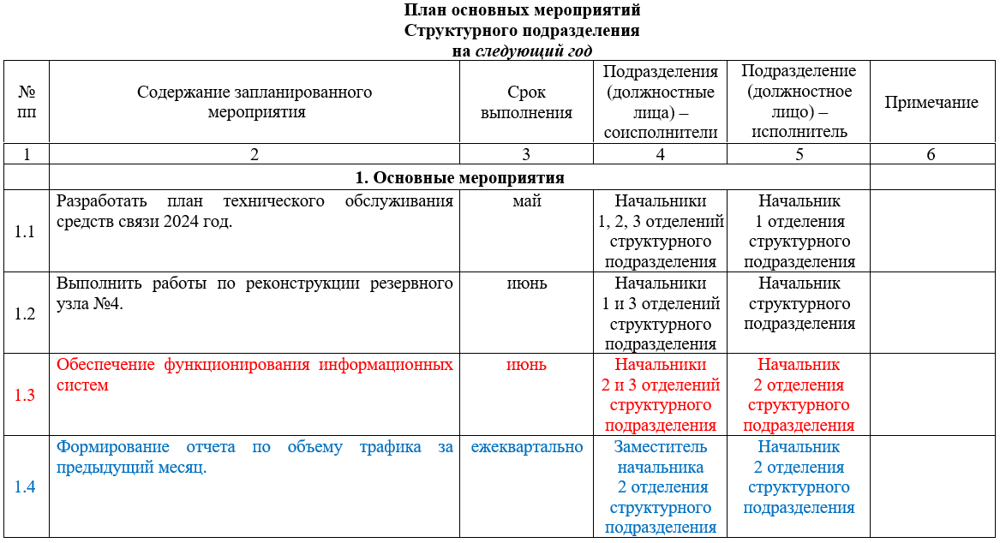 План основных мероприятий
Структурного подразделения
на следующий год
№
пп
Содержание запланированного
мероприятия
Срок
выполнения
Подразделения
(должностные
лица) –
соисполнители
Подразделение
(должностное
лицо) –
исполнитель
Примечание
1
2
3
4
5
6
1. Основные мероприятия
1.1
Разработать план технического обслуживания
средств связи 2024 год.
май
Начальники
1, 2, 3 отделений
структурного
подразделения
Начальник
1 отделения
структурного
подразделения
1.2
Выполнить работы по реконструкции резервного
узла №4.
июнь
Начальники
1 и 3 отделений
структурного
подразделения
Начальник
структурного
подразделения
1.3
Обеспечение функционирования информационных
систем
июнь
Начальники
2 и 3 отделений
структурного
подразделения
Начальник
2 отделения
структурного
подразделения
1.4
Формирование отчета по объему трафика за
предыдущий месяц.
ежеквартально
Заместитель
начальника
2 отделения
структурного
подразделения
Начальник
2 отделения
структурного
подразделения